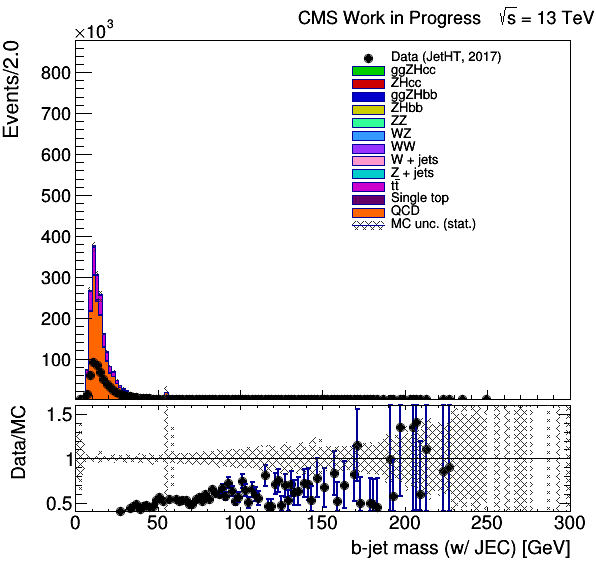 CMS Work in Progress √s = 13 TeV
×10³
Events/2.0
800
700
600
500
400
300
200
100
Data (JetHT, 2017)
ggZHcc
ZHcc
ggZHbb
ZHbb
ZZ
WZ
WW
W + jets
Z + jets
tt̄
Single top
QCD
MC unc. (stat.)
Data/MC
1.5
1
0.5
0 50 100 150 200 250 300
b-jet mass (w/ JEC) [GeV]